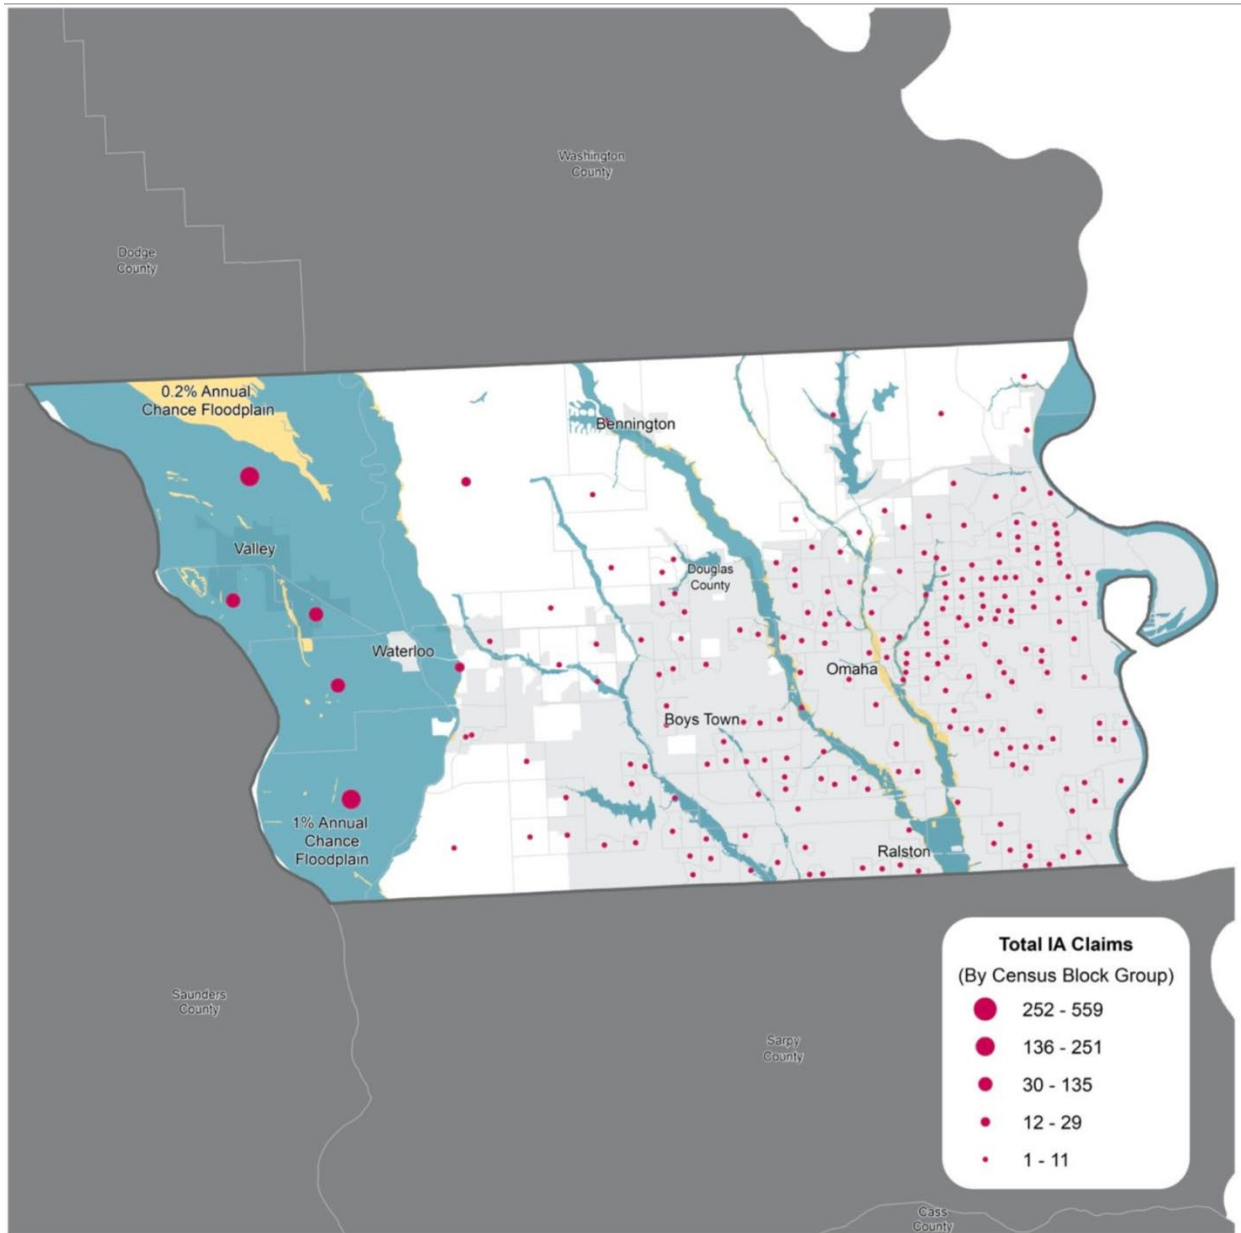 Washington
County
Dodge
County
0.2% Annual
Chance Floodplain
Bennington
Valley
Douglas
County
Waterloo
Omaha
Boys Town
1% Annual
Chance
Floodplain
Ralston
Saunders
County
Sarpy
County
Cass
County
Total IA Claims
(By Census Block Group)
252 - 559
136 - 251
30 - 135
12 - 29
1 - 11